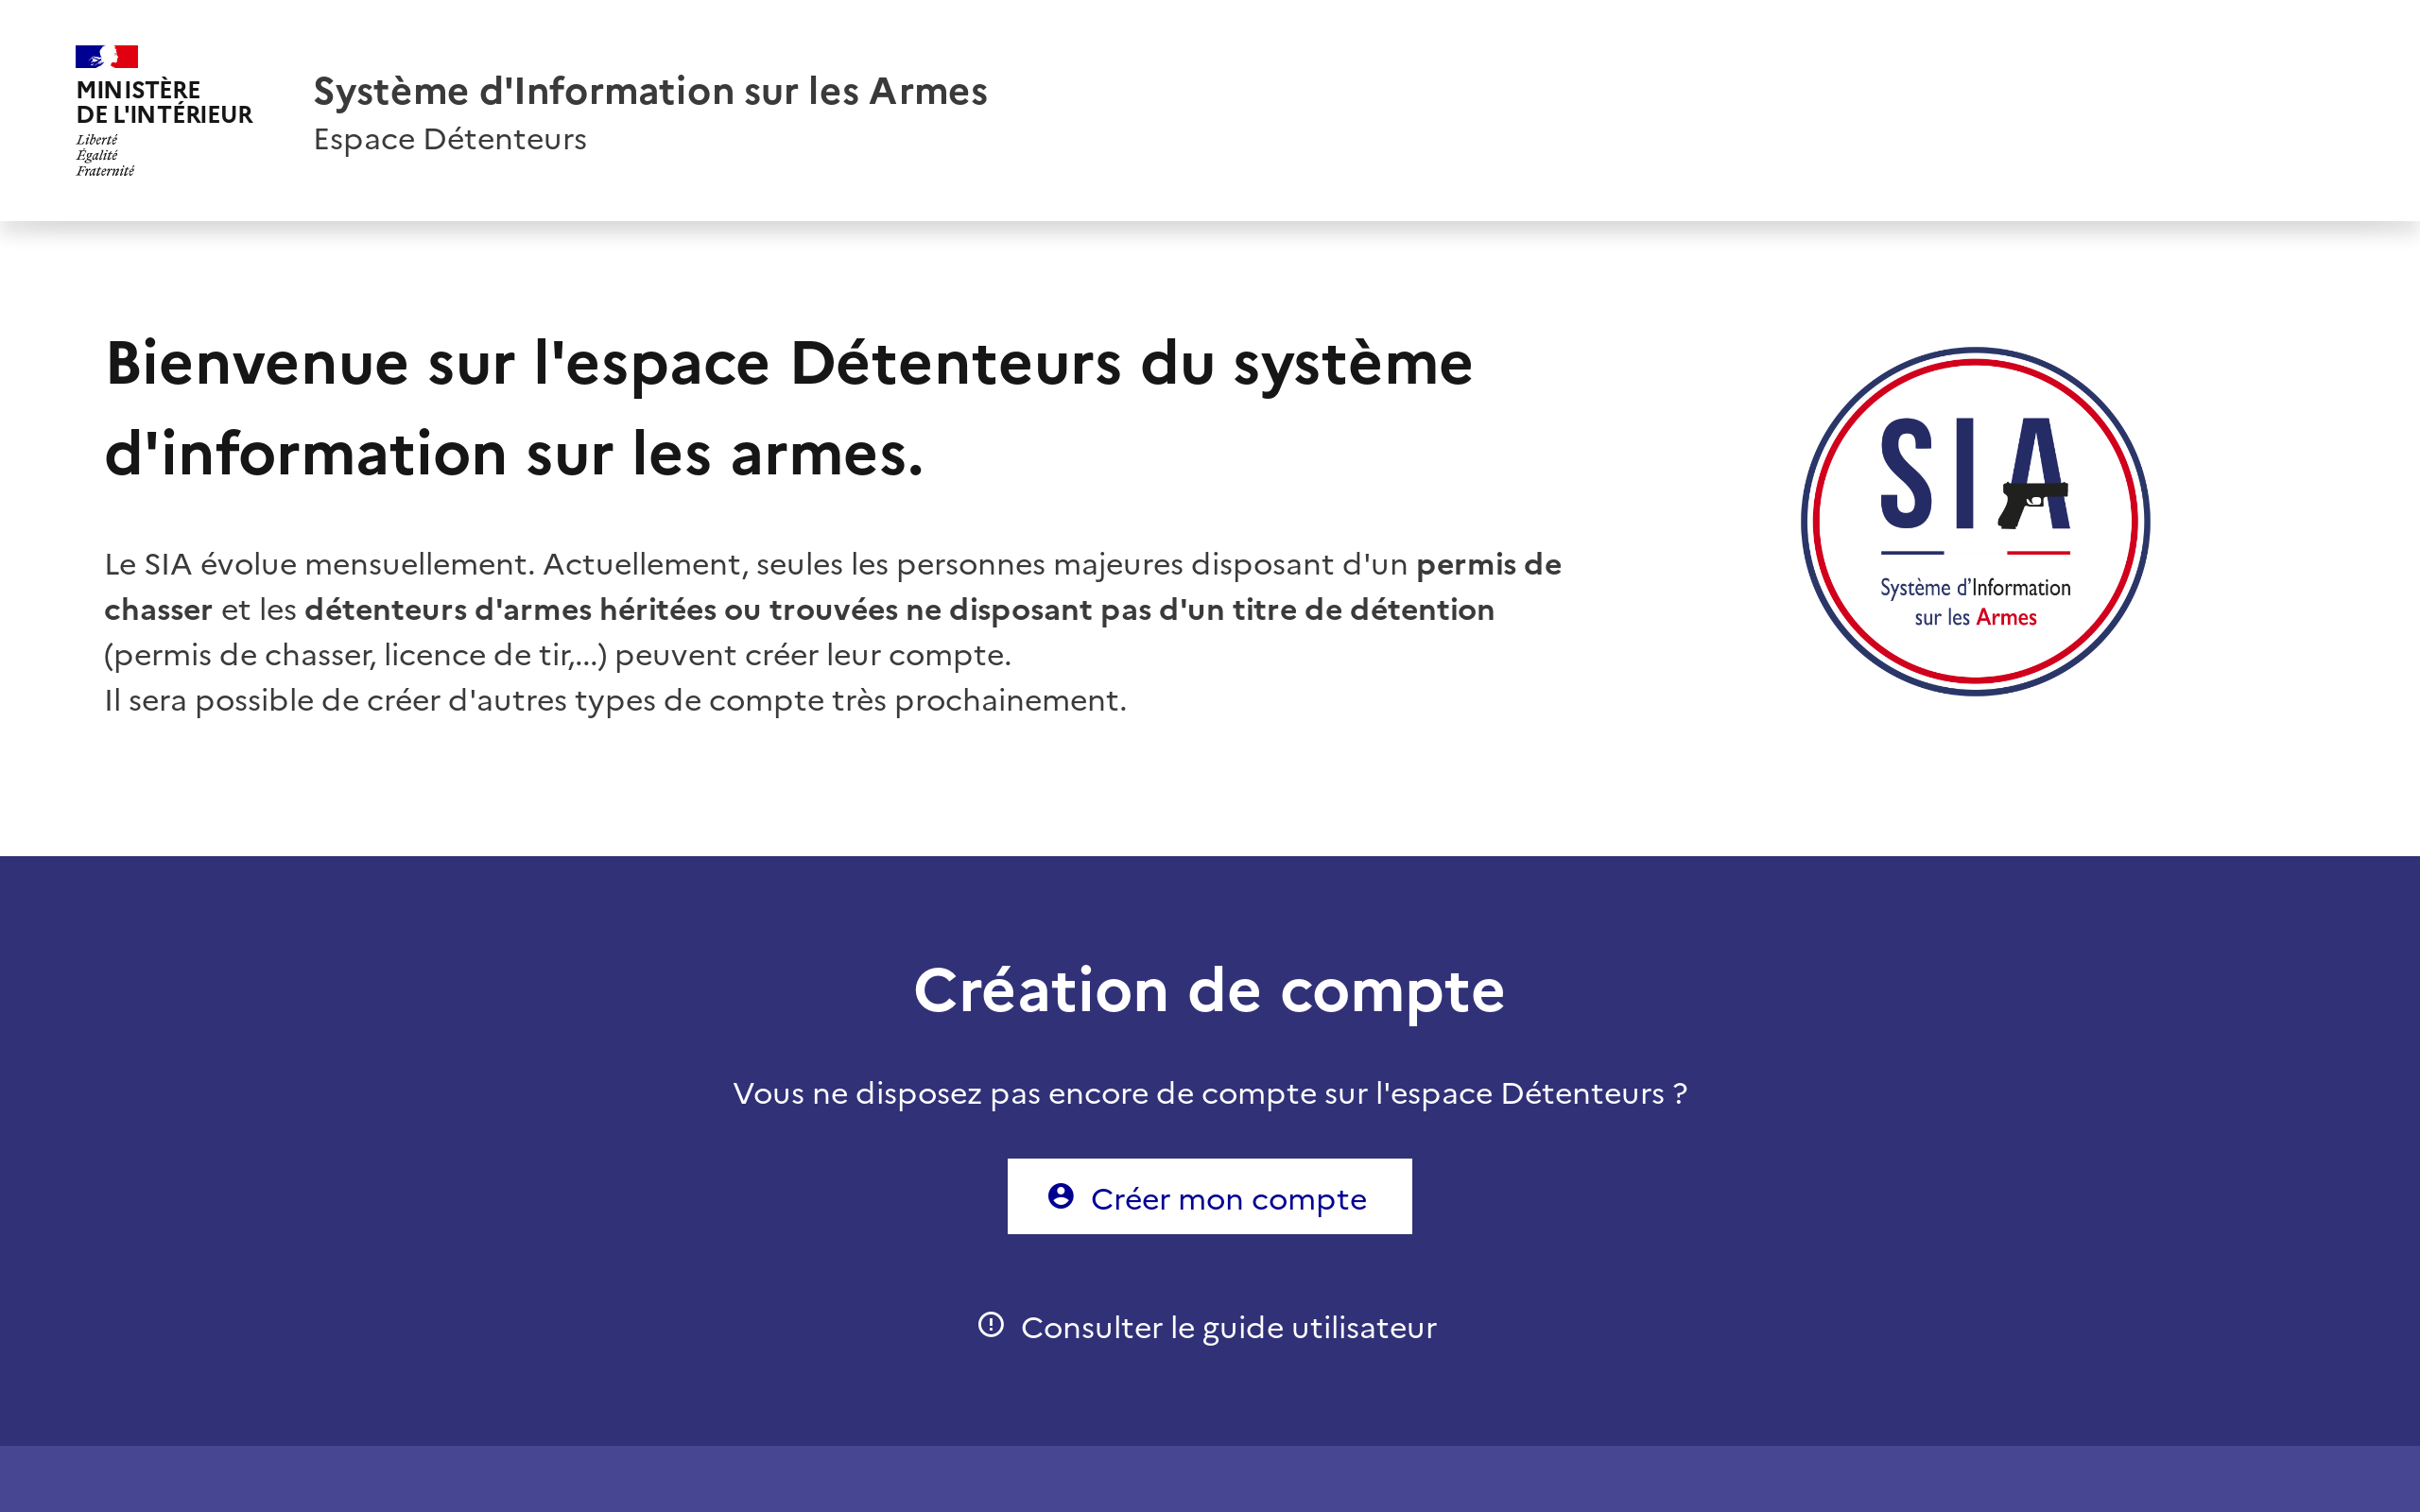 MINISTÈRE
DE L'INTÉRIEUR
Liberté
Égalité
Fraternité
Système d'Information sur les Armes
Espace Détenteurs
Bienvenue sur l'espace Détenteurs du système
d'information sur les armes.
Le SIA évolue mensuellement. Actuellement, seules les personnes majeures disposant d'un permis de
chasser et les détenteurs d'armes héritées ou trouvées ne disposant pas d'un titre de détention
(permis de chasser, licence de tir,...) peuvent créer leur compte.
Il sera possible de créer d'autres types de compte très prochainement.
SIA
Système d’Information
sur les Armes
Création de compte
Vous ne disposez pas encore de compte sur l'espace Détenteurs ?
Créer mon compte
Consulter le guide utilisateur